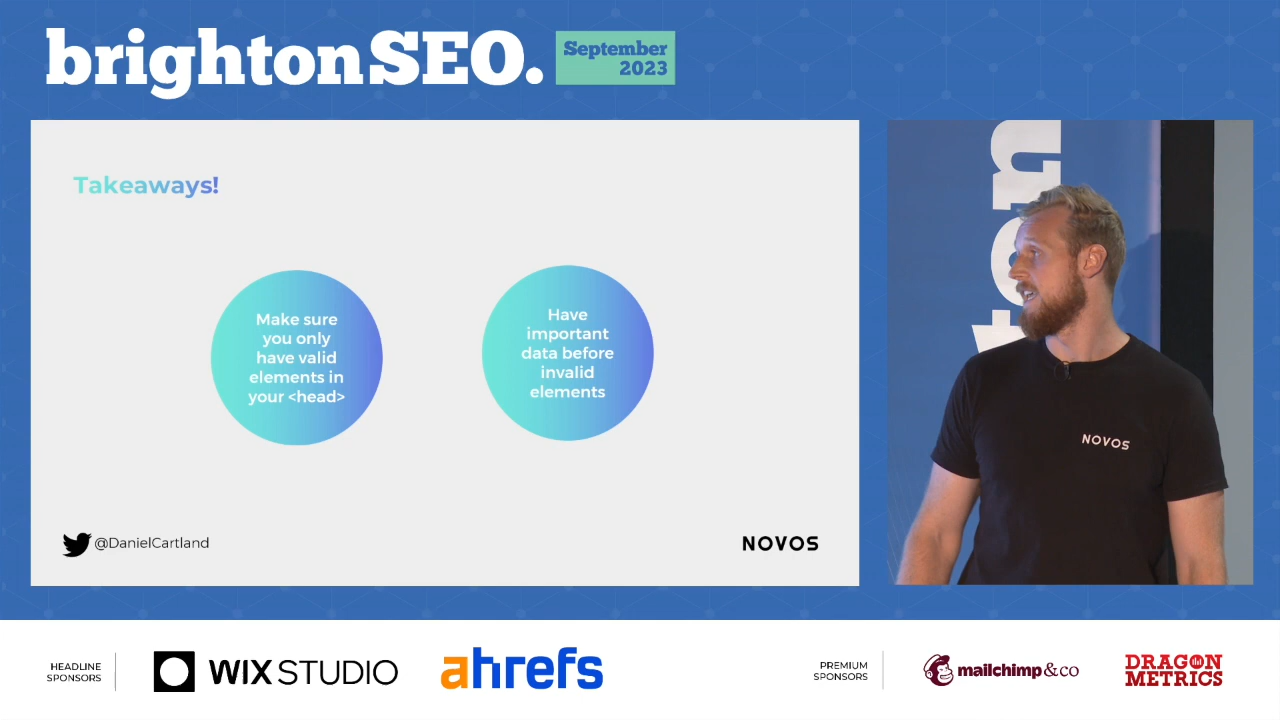 brightonSEO.
September
2023
Takeaways!
Make sure
you only
have valid
elements in
your <head>
Have
important
data before
invalid
elements
@DanielCartland
NOVOS
ton
NOVOS
HEADLINE
SPONSORS
WIX STUDIO
ahrefs
PREMIUM
SPONSORS
mailchimp&co
DRAGON
METRICS